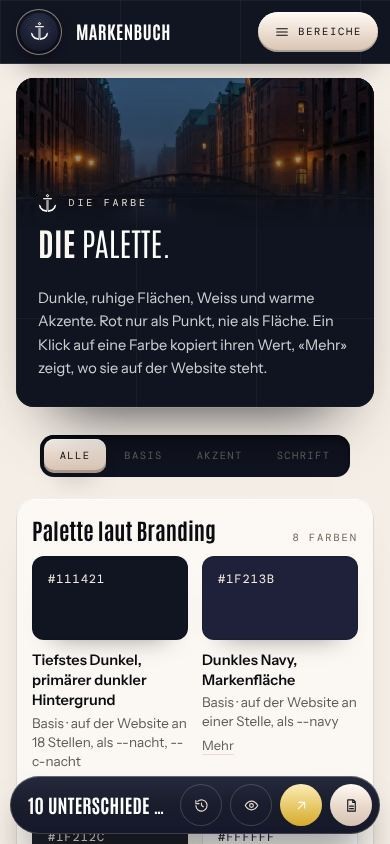 MARKENBUCH
BEREICHE
DIE FARBE
DIE PALETTE.
Dunkle, ruhige Flächen, Weiss und warme
Akzente. Rot nur als Punkt, nie als Fläche. Ein
Klick auf eine Farbe kopiert ihren Wert, «Mehr»
zeigt, wo sie auf der Website steht.
ALLE BASIS AKZENT SCHRIFT
Palette laut Branding
8 FARBEN
#111421
#1F213B
Tiefstes Dunkel,
primärer dunkler
Hintergrund
Basis · auf der Website an
18 Stellen, als --nacht, --
c-nacht
Dunkles Navy,
Markenfläche
Basis · auf der Website an
einer Stelle, als --navy
Mehr
10 UNTERSCHIEDE ...
#1F212C
#FFFFFF